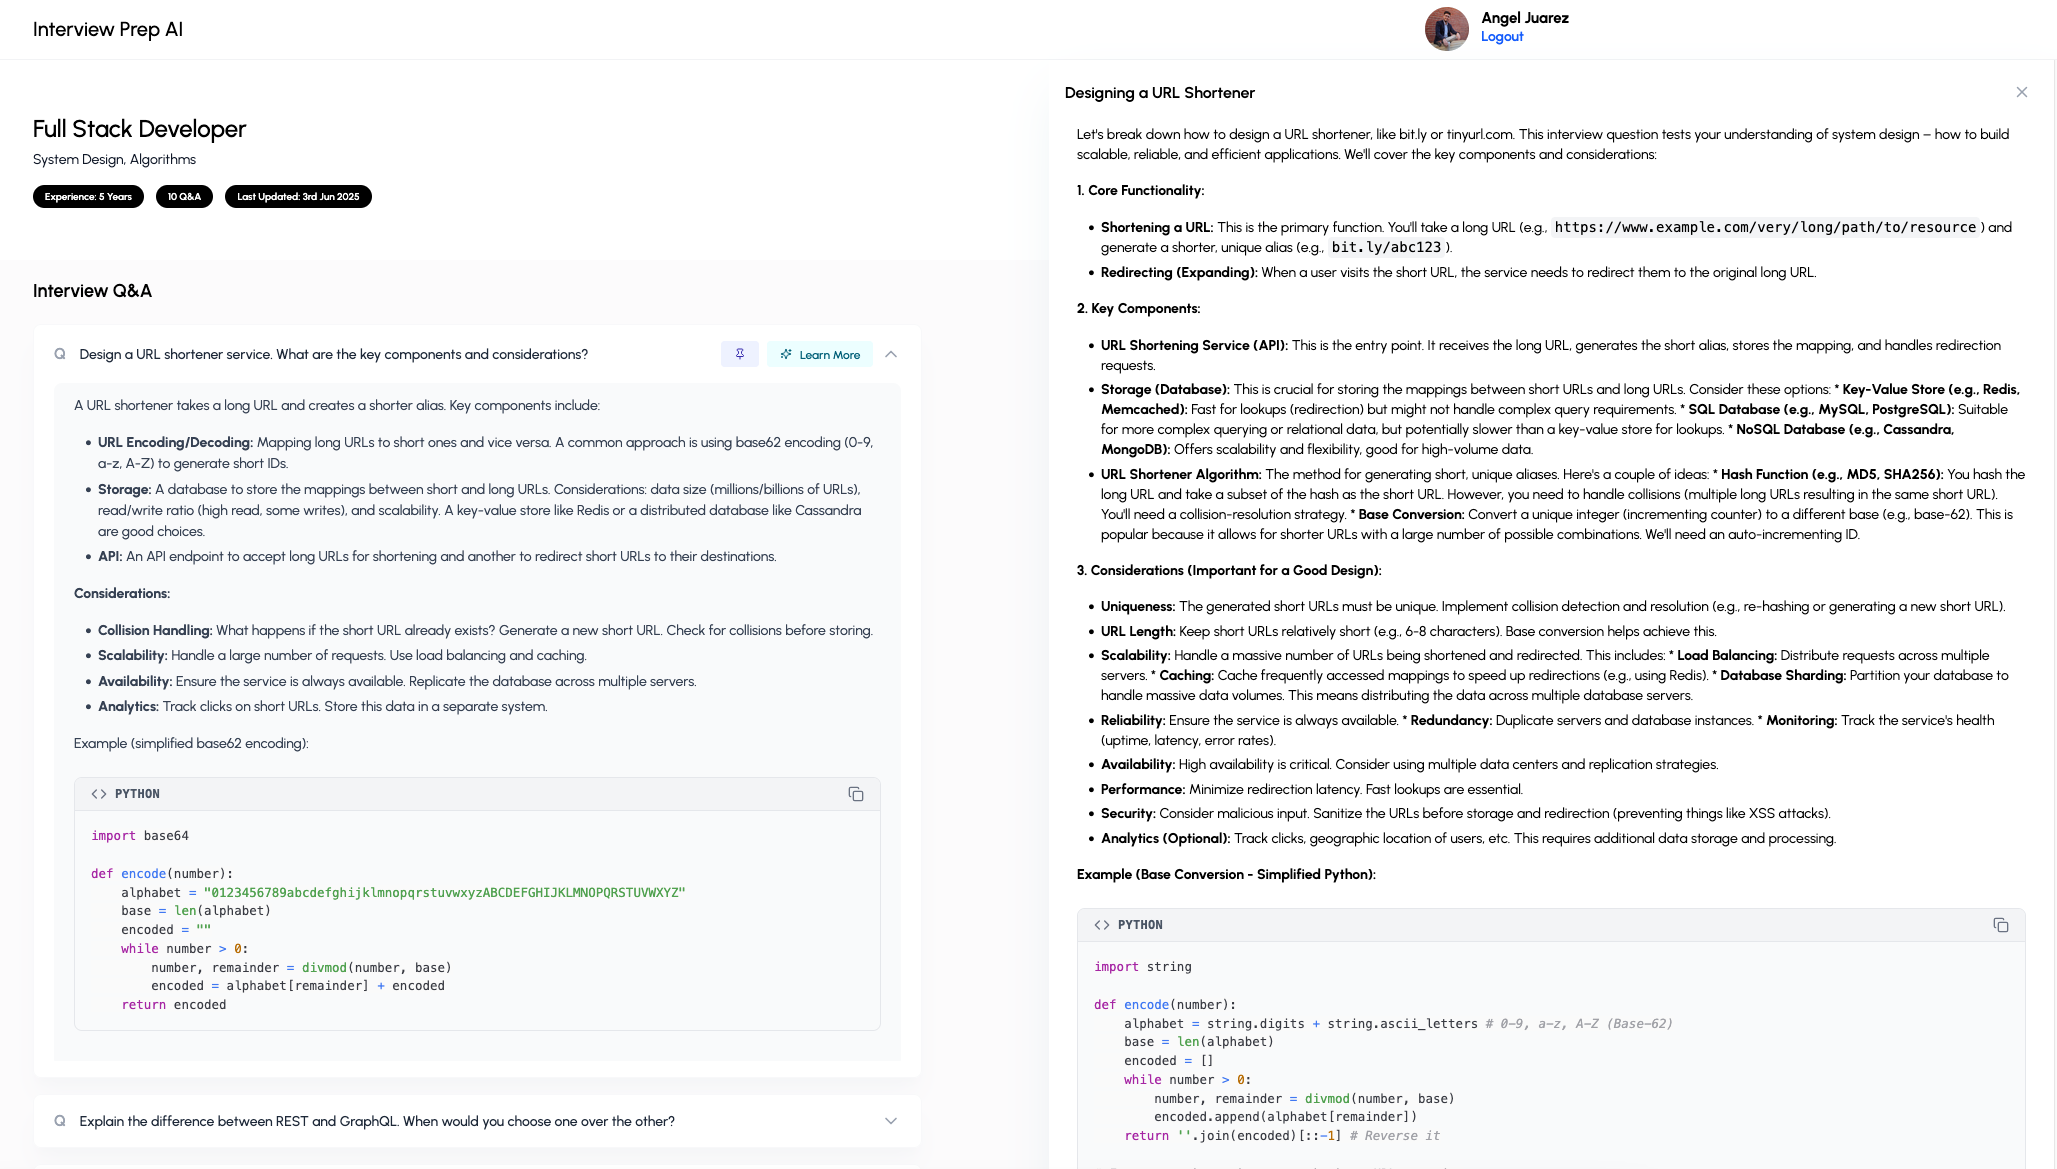 Interview Prep AI
Angel Juarez
Logout
Full Stack Developer
System Design, Algorithms
Experience: 5 Years
10 Q&A
Last Updated: 3rd Jun 2025
Interview Q&A
Q Design a URL shortener service. What are the key components and considerations?
Learn More
A URL shortener takes a long URL and creates a shorter alias. Key components include:
• URL Encoding/Decoding: Mapping long URLs to short ones and vice versa. A common approach is using base62 encoding (0-9,
a-z, A-Z) to generate short IDs.
• Storage: A database to store the mappings between short and long URLs. Considerations: data size (millions/billions of URLs),
read/write ratio (high read, some writes), and scalability. A key-value store like Redis or a distributed database like Cassandra
are good choices.
• API: An API endpoint to accept long URLs for shortening and another to redirect short URLs to their destinations.
Considerations:
• Collision Handling: What happens if the short URL already exists? Generate a new short URL. Check for collisions before storing.
• Scalability: Handle a large number of requests. Use load balancing and caching.
• Availability: Ensure the service is always available. Replicate the database across multiple servers.
• Analytics: Track clicks on short URLs. Store this data in a separate system.
Example (simplified base62 encoding):
<> PYTHON
import base64
def encode(number):
    alphabet = "0123456789abcdefghijklmnopqrstuvwxyzABCDEFGHIJKLMNOPQRSTUVWXYZ"
    base = len(alphabet)
    encoded = ""
    while number > 0:
        number, remainder = divmod(number, base)
        encoded = alphabet[remainder] + encoded
    return encoded
Q Explain the difference between REST and GraphQL. When would you choose one over the other?
Designing a URL Shortener
Let's break down how to design a URL shortener, like bit.ly or tinyurl.com. This interview question tests your understanding of system design – how to build
scalable, reliable, and efficient applications. We'll cover the key components and considerations:
1. Core Functionality:
• Shortening a URL: This is the primary function. You'll take a long URL (e.g., https://www.example.com/very/long/path/to/resource ) and
generate a shorter, unique alias (e.g., bit.ly/abc123 ).
• Redirecting (Expanding): When a user visits the short URL, the service needs to redirect them to the original long URL.
2. Key Components:
• URL Shortening Service (API): This is the entry point. It receives the long URL, generates the short alias, stores the mapping, and handles redirection
requests.
• Storage (Database): This is crucial for storing the mappings between short URLs and long URLs. Consider these options: * Key-Value Store (e.g., Redis,
Memcached): Fast for lookups (redirection) but might not handle complex query requirements. * SQL Database (e.g., MySQL, PostgreSQL): Suitable
for more complex querying or relational data, but potentially slower than a key-value store for lookups. * NoSQL Database (e.g., Cassandra,
MongoDB): Offers scalability and flexibility, good for high-volume data.
• URL Shortener Algorithm: The method for generating short, unique aliases. Here's a couple of ideas: * Hash Function (e.g., MD5, SHA256): You hash the
long URL and take a subset of the hash as the short URL. However, you need to handle collisions (multiple long URLs resulting in the same short URL).
You'll need a collision-resolution strategy. * Base Conversion: Convert a unique integer (incrementing counter) to a different base (e.g., base-62). This is
popular because it allows for shorter URLs with a large number of possible combinations. We'll need an auto-incrementing ID.
3. Considerations (Important for a Good Design):
• Uniqueness: The generated short URLs must be unique. Implement collision detection and resolution (e.g., re-hashing or generating a new short URL).
• URL Length: Keep short URLs relatively short (e.g., 6-8 characters). Base conversion helps achieve this.
• Scalability: Handle a massive number of URLs being shortened and redirected. This includes: * Load Balancing: Distribute requests across multiple
servers. * Caching: Cache frequently accessed mappings to speed up redirections (e.g., using Redis). * Database Sharding: Partition your database to
handle massive data volumes. This means distributing the data across multiple database servers.
• Reliability: Ensure the service is always available. * Redundancy: Duplicate servers and database instances. * Monitoring: Track the service's health
(uptime, latency, error rates).
• Availability: High availability is critical. Consider using multiple data centers and replication strategies.
• Performance: Minimize redirection latency. Fast lookups are essential.
• Security: Consider malicious input. Sanitize the URLs before storage and redirection (preventing things like XSS attacks).
• Analytics (Optional): Track clicks, geographic location of users, etc. This requires additional data storage and processing.
Example (Base Conversion - Simplified Python):
<> PYTHON
import string
def encode(number):
    alphabet = string.digits + string.ascii_letters # 0-9, a-z, A-Z (Base-62)
    base = len(alphabet)
    encoded = []
    while number > 0:
        number, remainder = divmod(number, base)
        encoded.append(alphabet[remainder])
    return ''.join(encoded)[::-1] # Reverse it